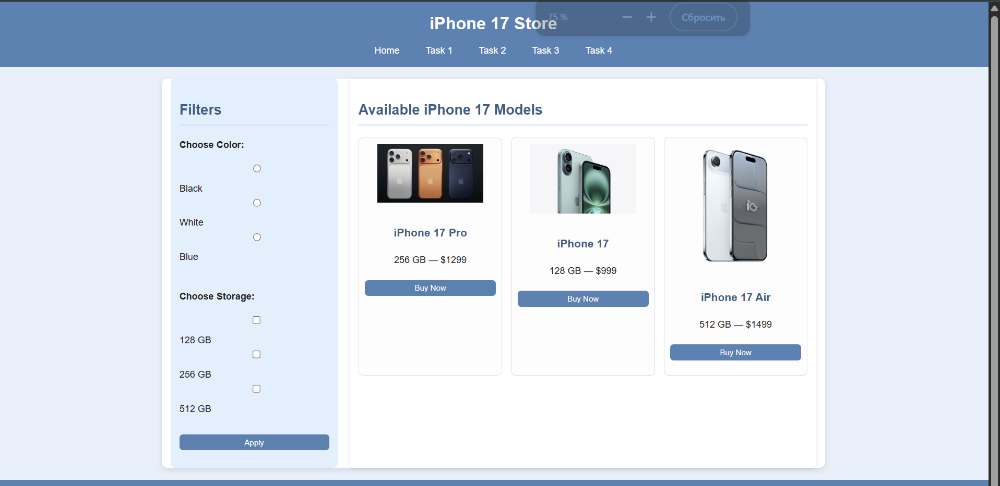 iPhone 17 Store
75 %
Сбросить
Home Task 1 Task 2 Task 3 Task 4
Filters
Choose Color:
Black
White
Blue
Choose Storage:
128 GB
256 GB
512 GB
Apply
Available iPhone 17 Models
iPhone 17 Pro
256 GB — $1299
Buy Now
iPhone 17
128 GB — $999
Buy Now
iPhone 17 Air
512 GB — $1499
Buy Now